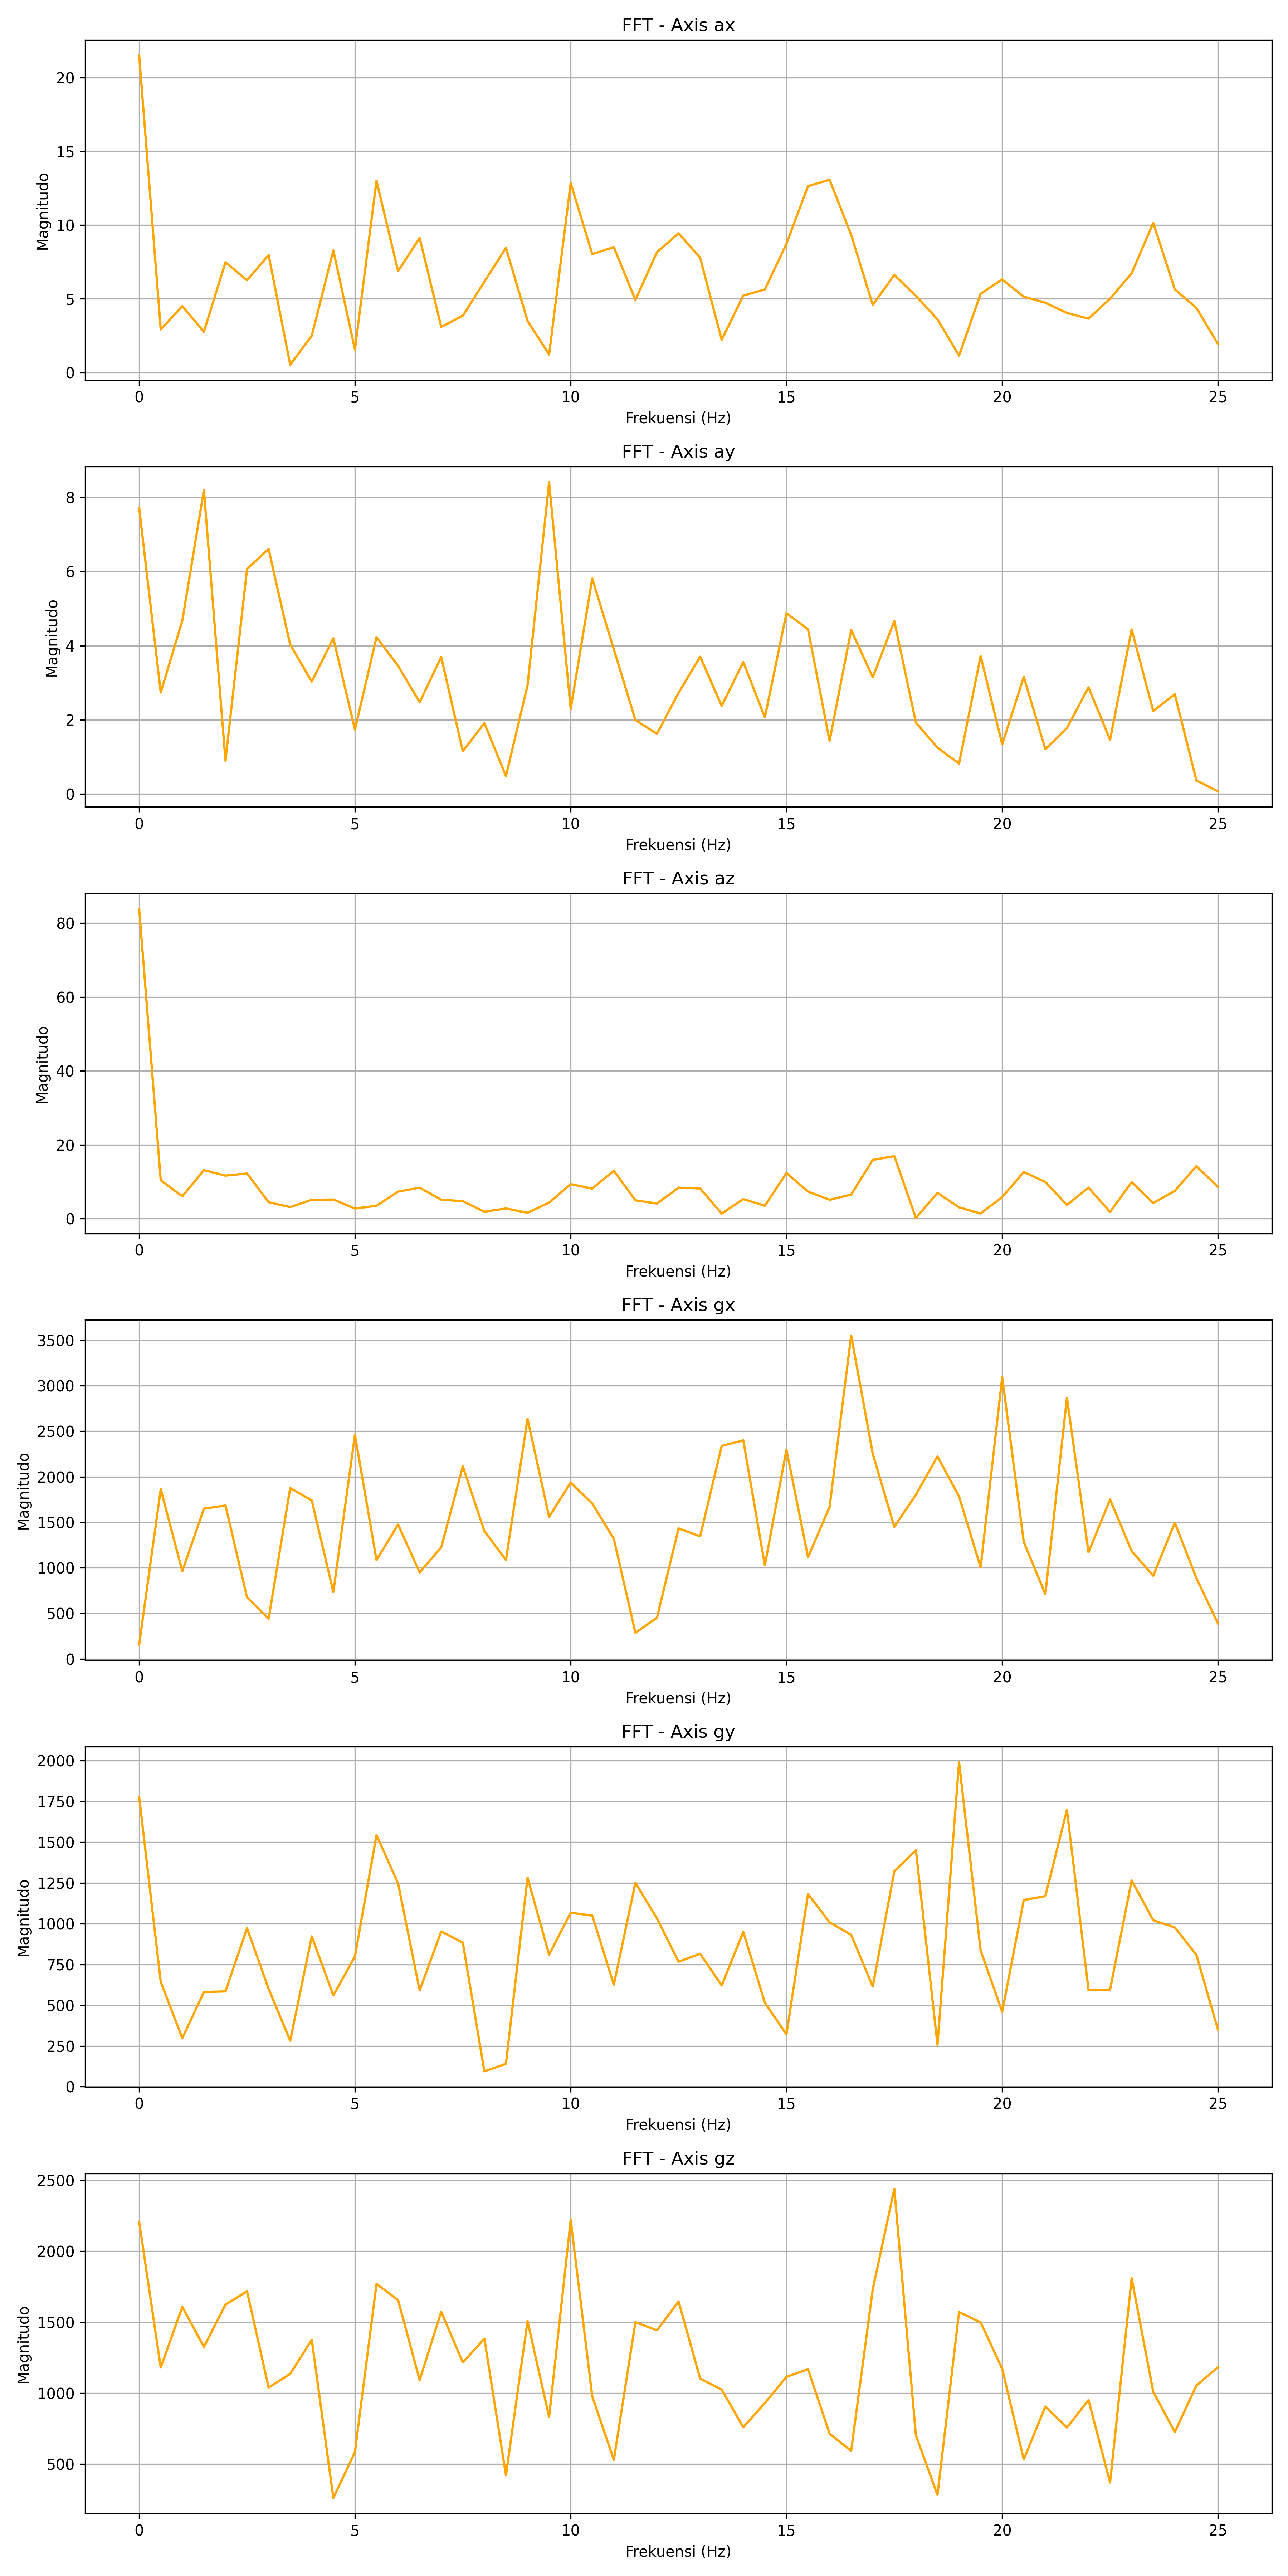 FFT - Axis ax
20
15
10
5
0
Magnitudo
0 5 10 15 20 25
Frekuensi (Hz)
FFT - Axis ay
8
6
4
2
0
Magnitudo
0 5 10 15 20 25
Frekuensi (Hz)
FFT - Axis az
80
60
40
20
0
Magnitudo
0 5 10 15 20 25
Frekuensi (Hz)
FFT - Axis gx
3500
3000
2500
2000
1500
1000
500
0
Magnitudo
0 5 10 15 20 25
Frekuensi (Hz)
FFT - Axis gy
2000
1750
1500
1250
1000
750
500
250
0
Magnitudo
0 5 10 15 20 25
Frekuensi (Hz)
FFT - Axis gz
2500
2000
1500
1000
500
Magnitudo
0 5 10 15 20 25
Frekuensi (Hz)